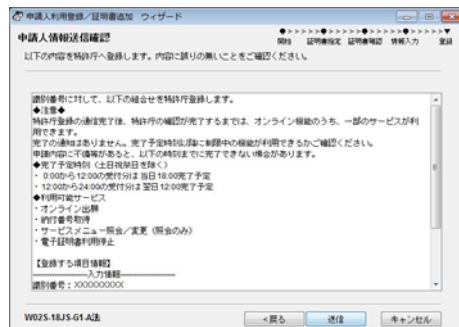 申請人利用登録／証明書追加 ウィザード
申請人情報送信確認
開始 証明書指定 証明書確認 情報入力 登録
以下の内容を特許庁へ登録します。内容に誤りの無いことをご確認ください。
識別番号に対して、以下の組合せを特許庁登録します。
◆注意◆
特許庁登録の通信完了後、特許庁の確認が完了するまでは、オンライン機能のうち、一部のサービスが利
用できます。
完了の通知はありません。完了予定時刻以降に制限中の機能が利用できるかご確認ください。
申請内容に不備等があると、以下の時刻までに完了できない場合があります。
◆完了予定時刻（土日祝祭日を除く）
・ 0:00から12:00の受付分は 当日18:00完了予定
・ 12:00から24:00の受付分は 翌日12:00完了予定
◆利用可能サービス
・オンライン出願
・納付番号取得
・サービスメニュー照会／変更（照会のみ）
・電子証明書利用停止
【登録する項目情報】
----------入力情報----------
識別番号：XXXXXXXXX
W02S-18JS-G1-A法
<戻る 送信 キャンセル